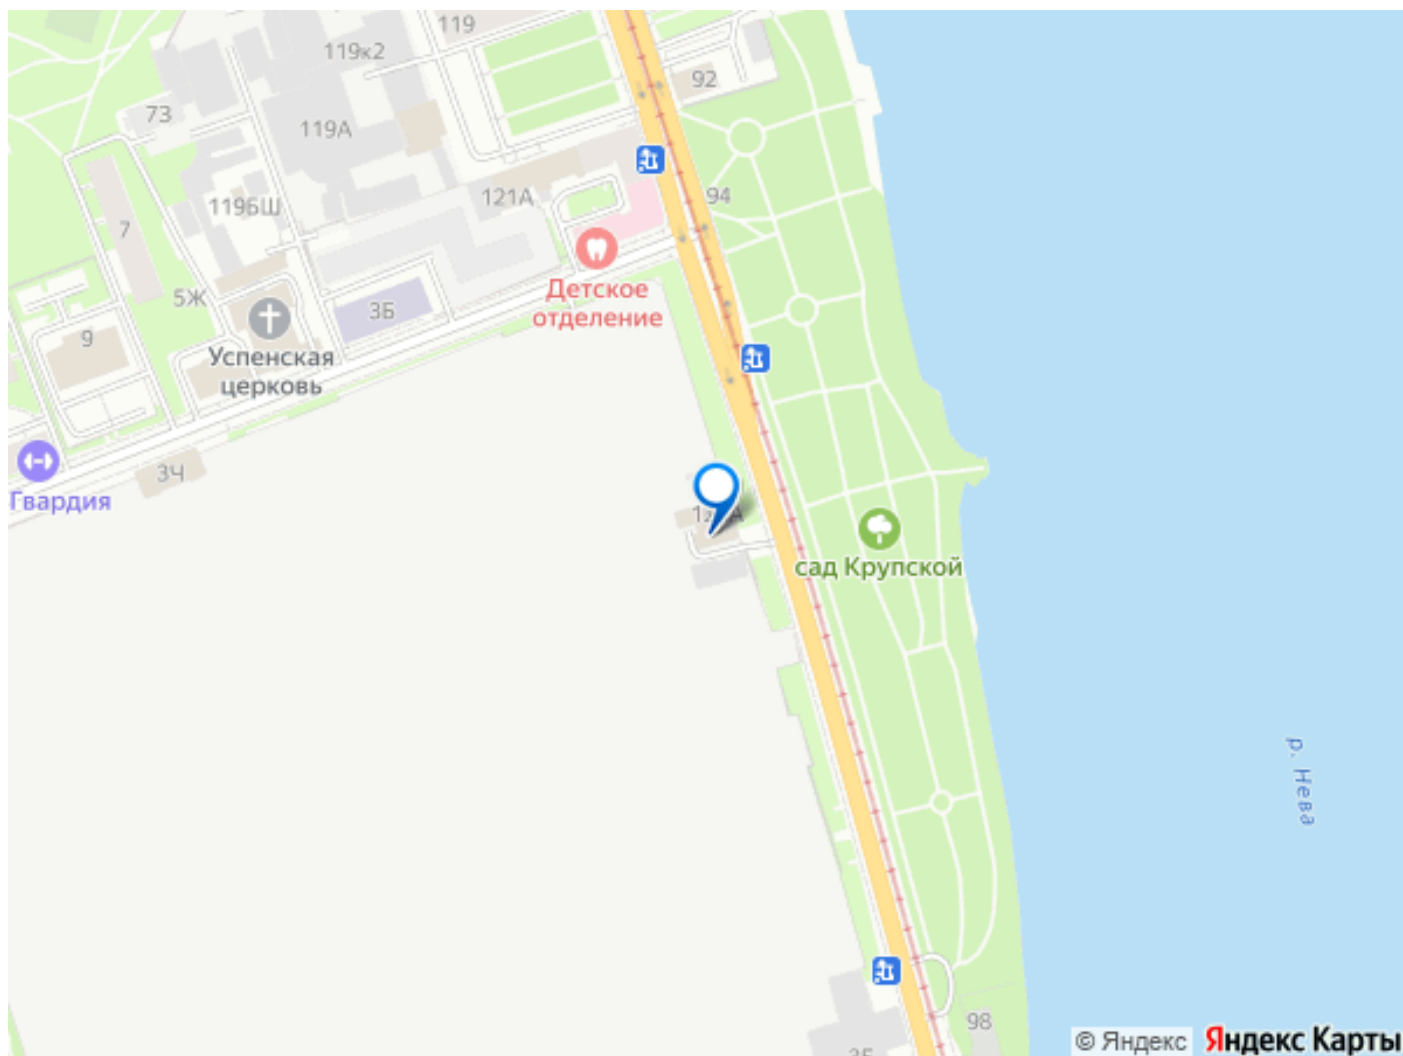 119
119к2
92
73
119А
94
121А
119БШ
7
Детское
отделение
5Ж
3Б
9
Успенская
церковь
3Ч
Гвардия
сад Крупской
р. Нева
98
© Яндекс
Яндекс Карты